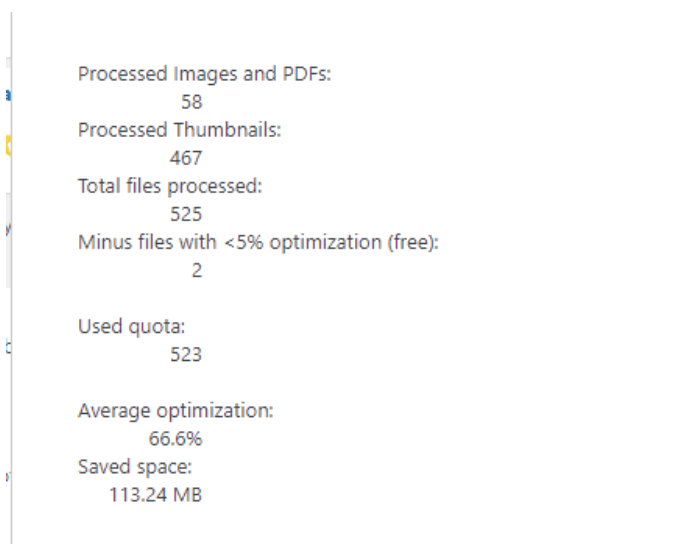 Processed Images and PDFs:
58
Processed Thumbnails:
467
Total files processed:
525
Minus files with <5% optimization (free):
2
Used quota:
523
Average optimization:
66.6%
Saved space:
113.24 MB